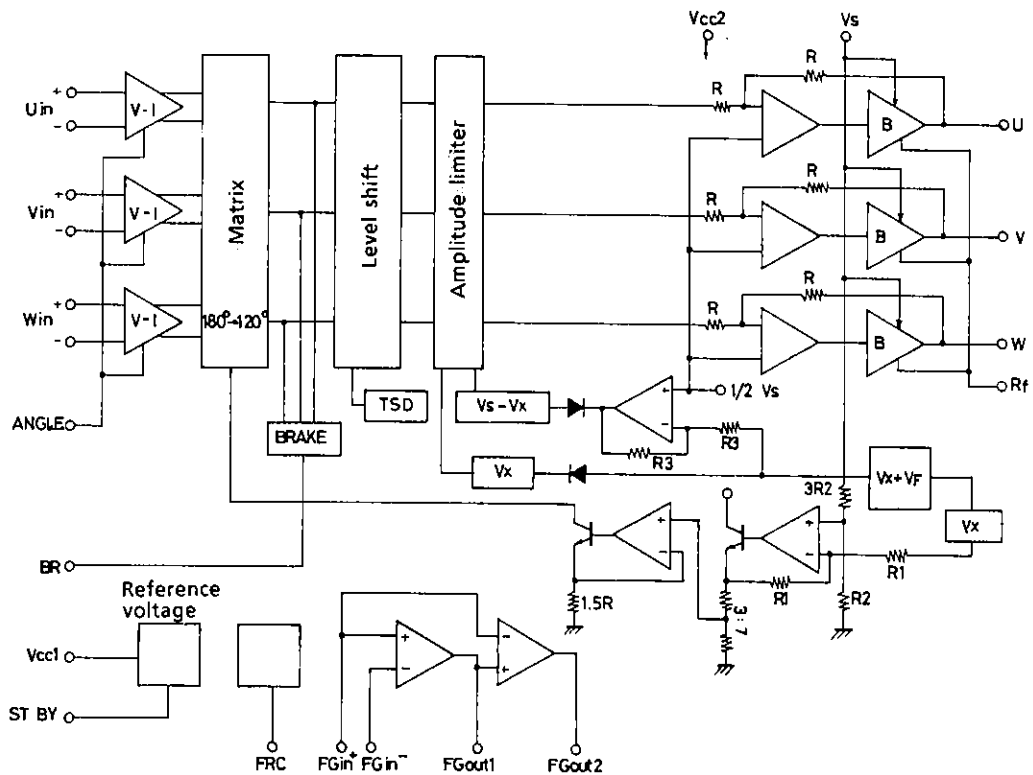 Vcc2
Vs
Uin
+
-
V-I
R
R
B
U
Vin
+
-
V-I
Matrix
Level shift
Amplitude limiter
R
R
B
V
Win
+
-
V-I
180°→120°
R
R
B
W
Rf
ANGLE
BRAKE
TSD
Vs-Vx
+
-
1/2 Vs
R3
R3
Vx
Vx+VF
3R2
Vx
BR
+
-
+
-
R1
R1
R2
1.5R
3:7
Reference
voltage
Vcc1
ST BY
+
-
-
+
FRC
FGin+
FGin-
FGout1
FGout2